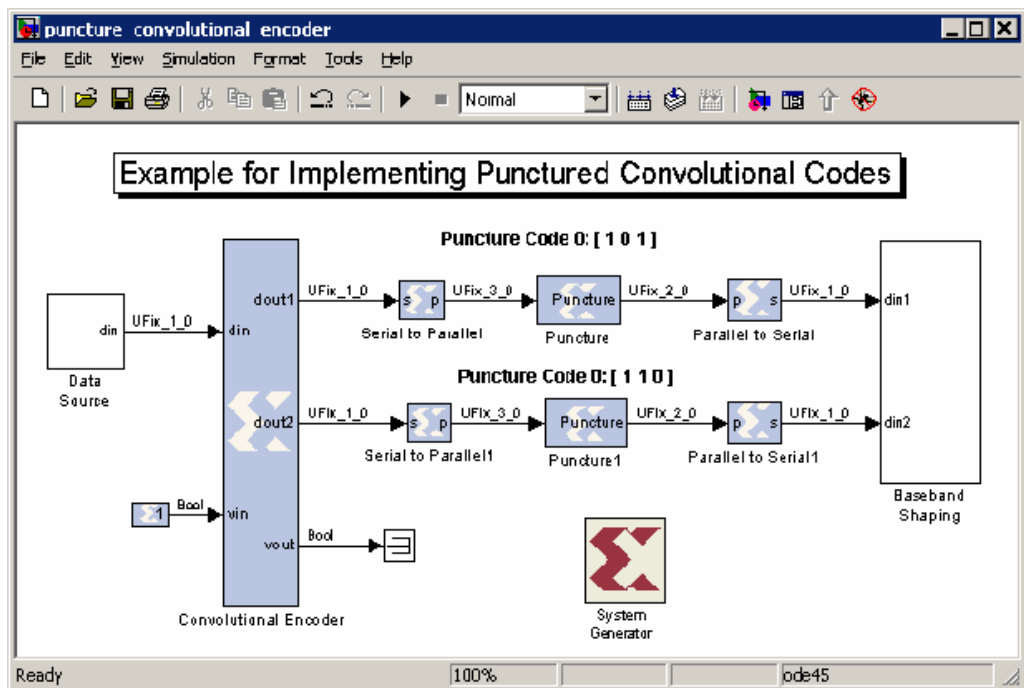 puncture convolutional encoder
File Edit View Simulation Format Tools Help
Normal
Example for Implementing Punctured Convolutional Codes
Puncture Code 0: [ 1 0 1 ]
dout1 UFix_1_0 s p UFix_3_0 Puncture UFix_2_0 p s UFix_1_0 din1
din UFix_1_0 din
Serial to Parallel Puncture Parallel to Serial
Data
Source
Puncture Code 0: [ 1 1 0 ]
dout2 UFix_1_0 s p UFix_3_0 Puncture UFix_2_0 p s UFix_1_0 din2
Serial to Parallel1 Puncture1 Parallel to Serial1
Baseband
Shaping
1 Bool vin
vout Bool
Convolutional Encoder
System
Generator
Ready 100% ode45